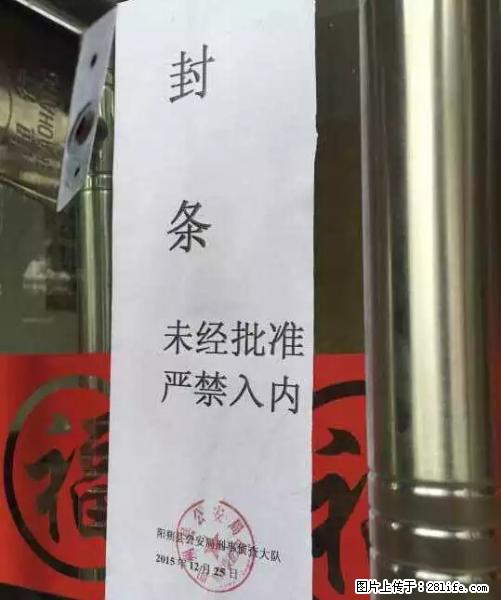 封
条
未经批准
严禁入内
阳朔县公安局刑事侦查大队
2015年12月25日
福
图片上传于:281life.com